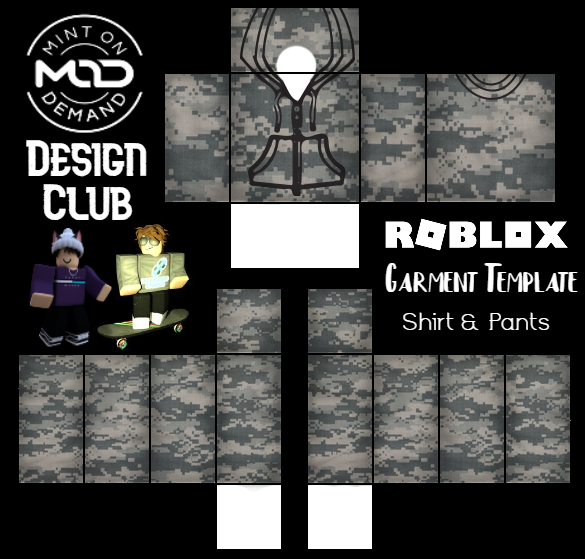 MINT ON
MOD
DEMAND
DESIGN
CLUB
ROBLOX
GARMENT TEMPLATE
Shirt & Pants